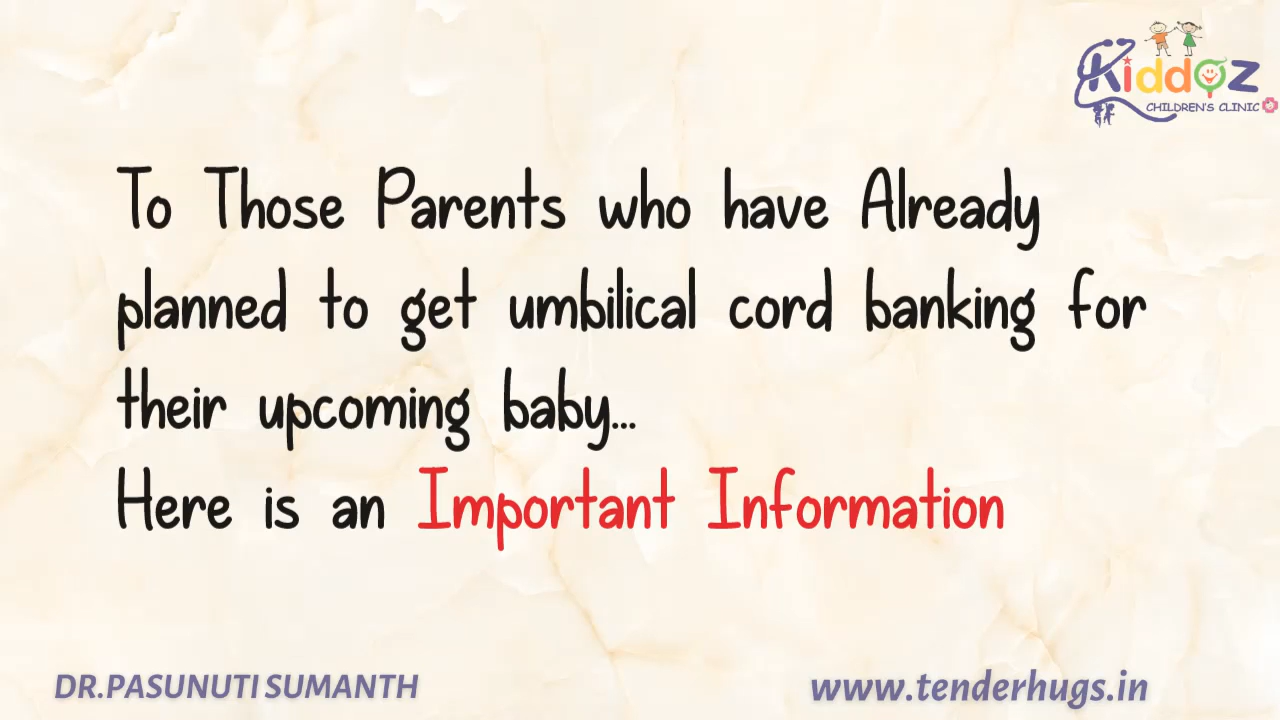 Kiddoz
CHILDREN'S CLINIC
To Those Parents who have Already
planned to get umbilical cord banking for
their upcoming baby...
Here is an Important Information
DR.PASUNUTI SUMANTH
www.tenderhugs.in